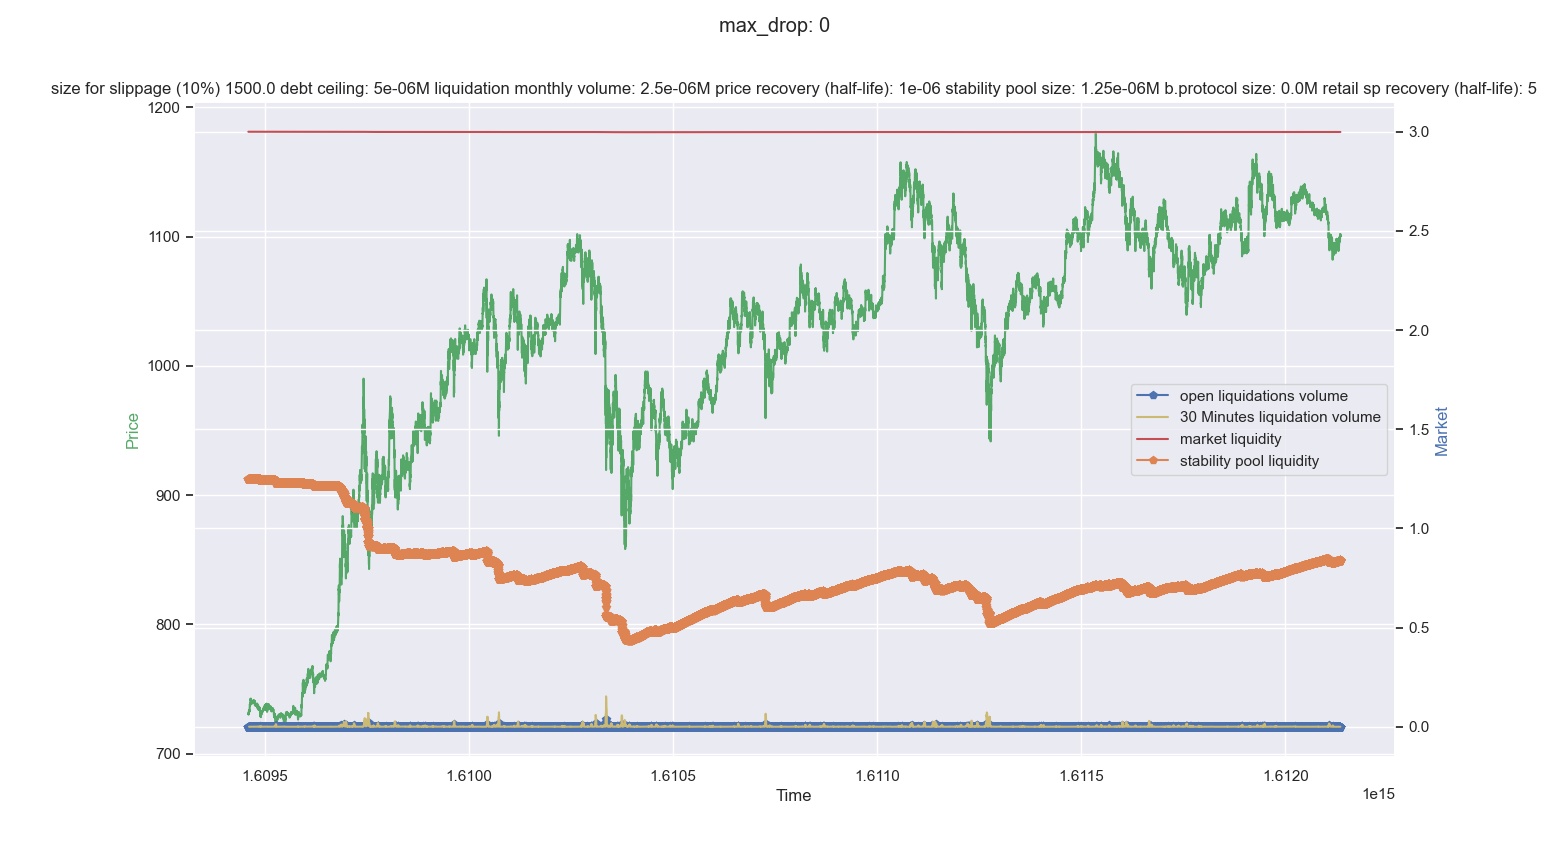 max_drop: 0
size for slippage (10%) 1500.0 debt ceiling: 5e-06M liquidation monthly volume: 2.5e-06M price recovery (half-life): 1e-06 stability pool size: 1.25e-06M b.protocol size: 0.0M retail sp recovery (half-life): 5
1200
1100
1000
900
800
700
Price
3.0
2.5
2.0
1.5
1.0
0.5
0.0
Market
open liquidations volume
30 Minutes liquidation volume
market liquidity
stability pool liquidity
1.6095
1.6100
1.6105
1.6110
1.6115
1.6120
Time
1e15